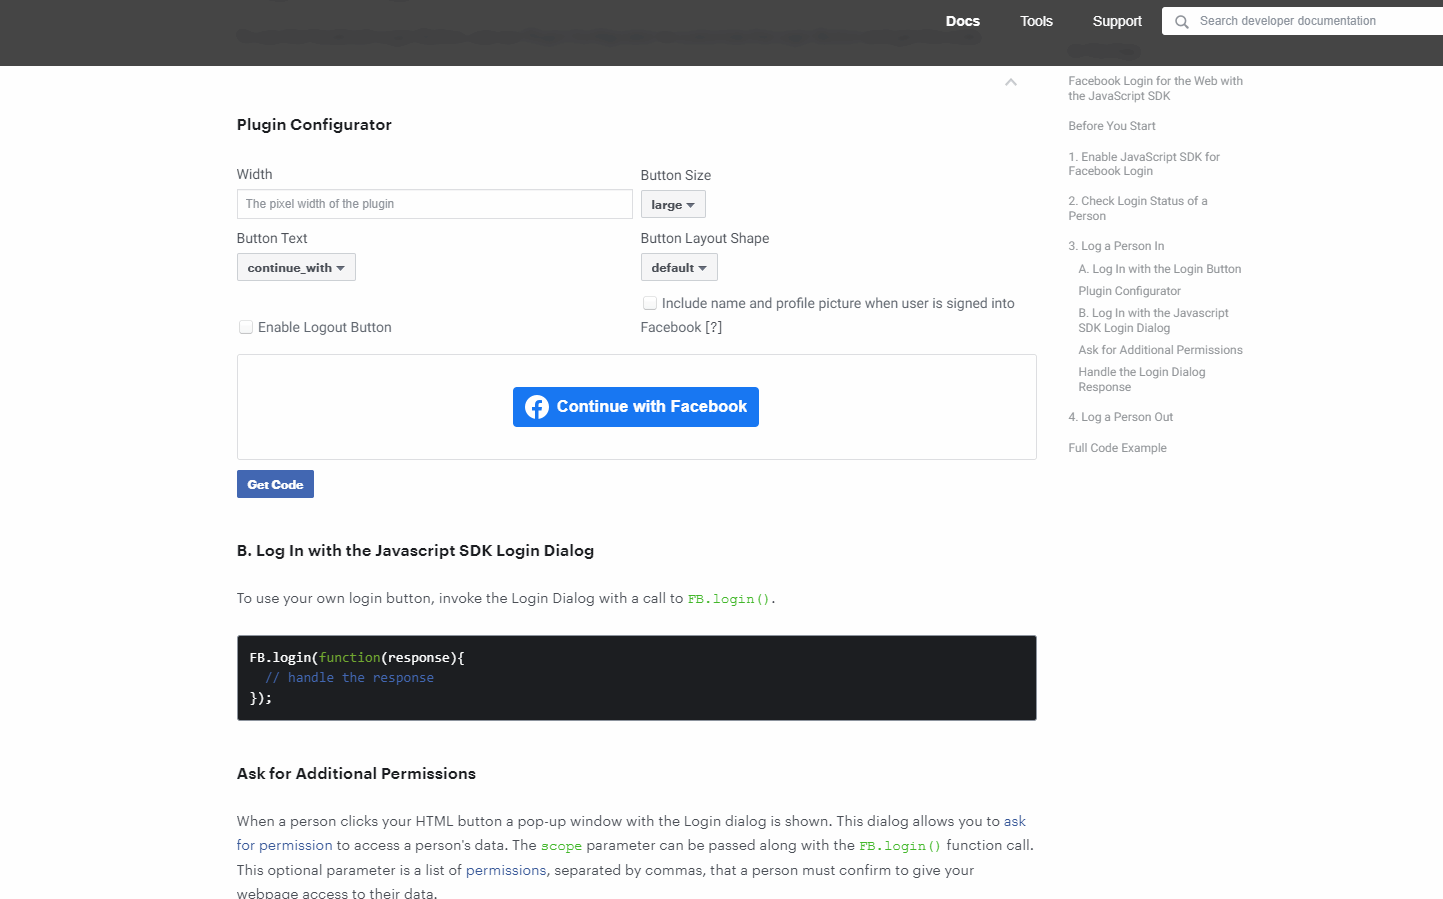 Docs Tools Support Search developer documentation
Plugin Configurator
Width
The pixel width of the plugin
Button Size
large
Button Text
continue_with
Button Layout Shape
default
Enable Logout Button
Include name and profile picture when user is signed into
Facebook [?]
Continue with Facebook
Get Code
B. Log In with the Javascript SDK Login Dialog
To use your own login button, invoke the Login Dialog with a call to FB.login().
FB.login(function(response){
// handle the response
});
Ask for Additional Permissions
When a person clicks your HTML button a pop-up window with the Login dialog is shown. This dialog allows you to ask
for permission to access a person's data. The scope parameter can be passed along with the FB.login() function call.
This optional parameter is a list of permissions, separated by commas, that a person must confirm to give your
webpage access to their data.
Facebook Login for the Web with
the JavaScript SDK
Before You Start
1. Enable JavaScript SDK for
Facebook Login
2. Check Login Status of a
Person
3. Log a Person In
A. Log In with the Login Button
Plugin Configurator
B. Log In with the Javascript
SDK Login Dialog
Ask for Additional Permissions
Handle the Login Dialog
Response
4. Log a Person Out
Full Code Example